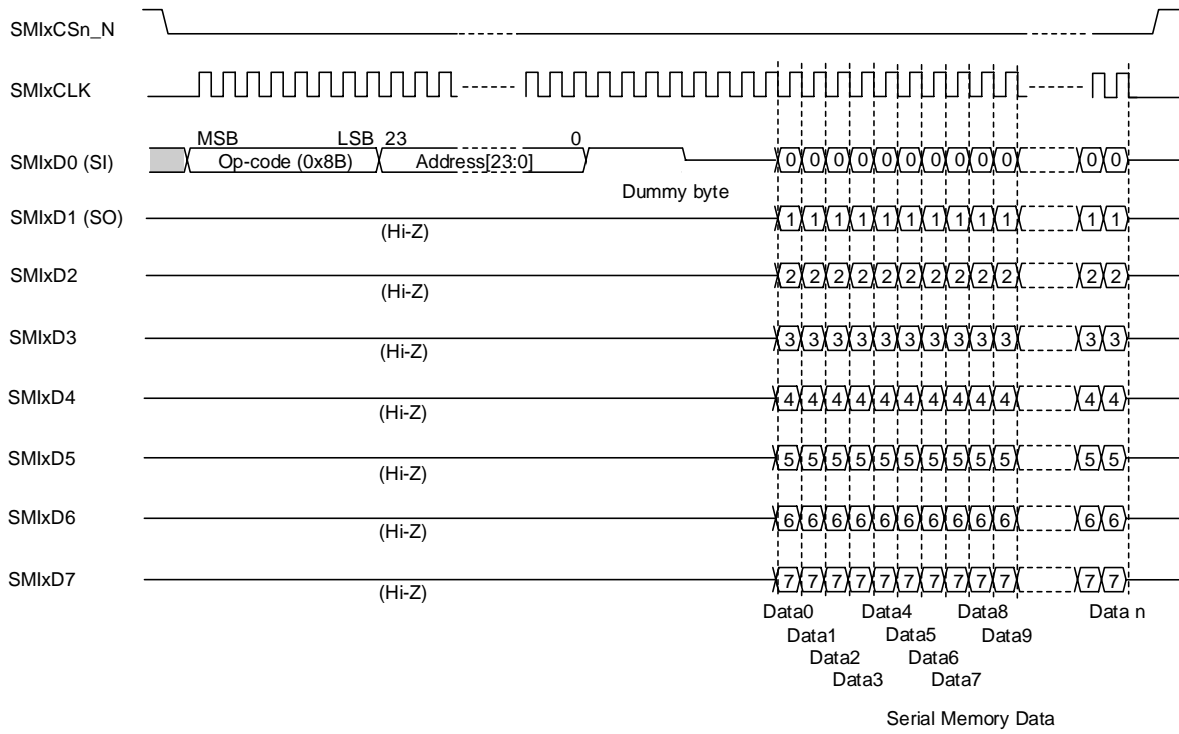 SMIxCSn_N
SMIxCLK
MSB LSB 23 0
SMIxD0 (SI) Op-code (0x8B) Address[23:0] 0 0 0 0 0 0 0 0 0 0 0 0
Dummy byte
SMIxD1 (SO) 1 1 1 1 1 1 1 1 1 1 1 1
(Hi-Z)
SMIxD2 2 2 2 2 2 2 2 2 2 2 2 2
(Hi-Z)
SMIxD3 3 3 3 3 3 3 3 3 3 3 3 3
(Hi-Z)
SMIxD4 4 4 4 4 4 4 4 4 4 4 4 4
(Hi-Z)
SMIxD5 5 5 5 5 5 5 5 5 5 5 5 5
(Hi-Z)
SMIxD6 6 6 6 6 6 6 6 6 6 6 6 6
(Hi-Z)
SMIxD7 7 7 7 7 7 7 7 7 7 7 7 7
(Hi-Z)
Data0 Data4 Data8 Data n
Data1 Data5 Data9
Data2 Data6
Data3 Data7
Serial Memory Data